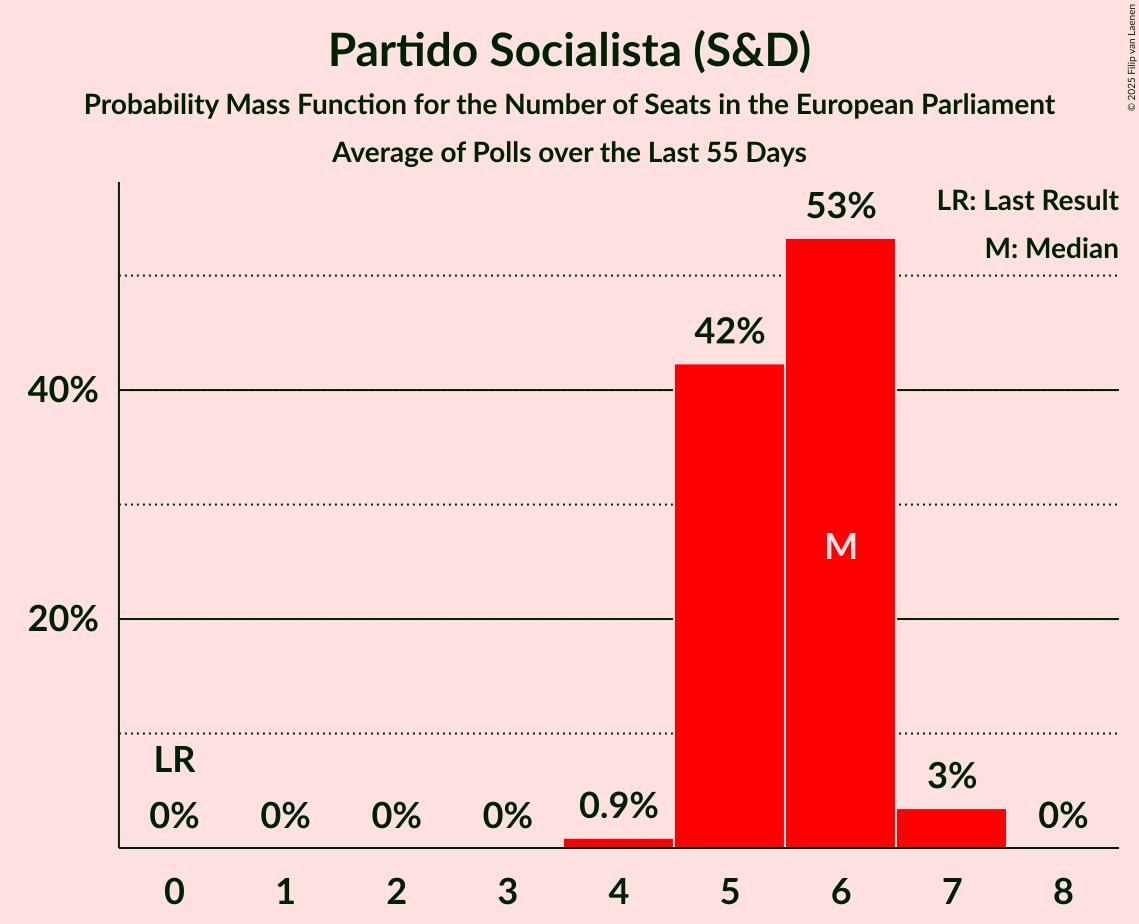 Partido Socialista (S&D)
Probability Mass Function for the Number of Seats in the European Parliament
Average of Polls over the Last 55 Days
© 2025 Filip van Laenen
LR: Last Result
M: Median
53%
42%
40%
M
20%
LR
0% 0% 0% 0% 0.9% 3% 0%
0 1 2 3 4 5 6 7 8